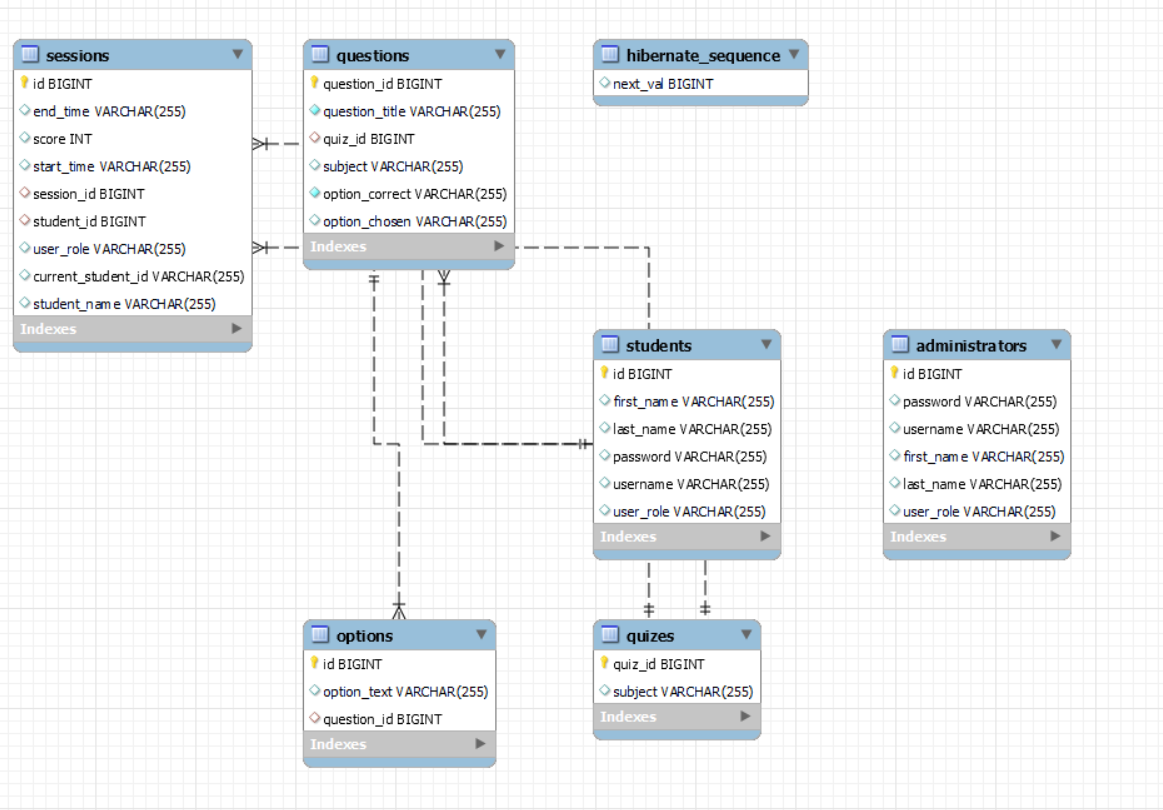 sessions
id BIGINT
end_time VARCHAR(255)
score INT
start_time VARCHAR(255)
session_id BIGINT
student_id BIGINT
user_role VARCHAR(255)
current_student_id VARCHAR(255)
student_name VARCHAR(255)
Indexes
questions
question_id BIGINT
question_title VARCHAR(255)
quiz_id BIGINT
subject VARCHAR(255)
option_correct VARCHAR(255)
option_chosen VARCHAR(255)
Indexes
hibernate_sequence
next_val BIGINT
students
id BIGINT
first_name VARCHAR(255)
last_name VARCHAR(255)
password VARCHAR(255)
username VARCHAR(255)
user_role VARCHAR(255)
Indexes
administrators
id BIGINT
password VARCHAR(255)
username VARCHAR(255)
first_name VARCHAR(255)
last_name VARCHAR(255)
user_role VARCHAR(255)
Indexes
options
id BIGINT
option_text VARCHAR(255)
question_id BIGINT
Indexes
quizes
quiz_id BIGINT
subject VARCHAR(255)
Indexes